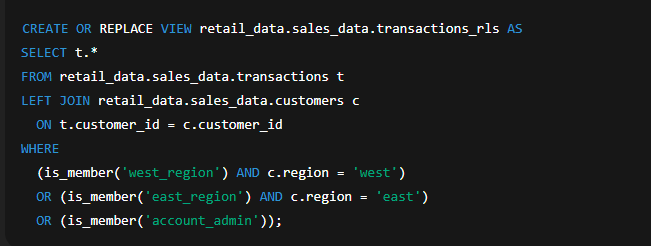 CREATE OR REPLACE VIEW retail_data.sales_data.transactions_rls AS
SELECT t.*
FROM retail_data.sales_data.transactions t
LEFT JOIN retail_data.sales_data.customers c
  ON t.customer_id = c.customer_id
WHERE
  (is_member('west_region') AND c.region = 'west')
  OR (is_member('east_region') AND c.region = 'east')
  OR (is_member('account_admin'));